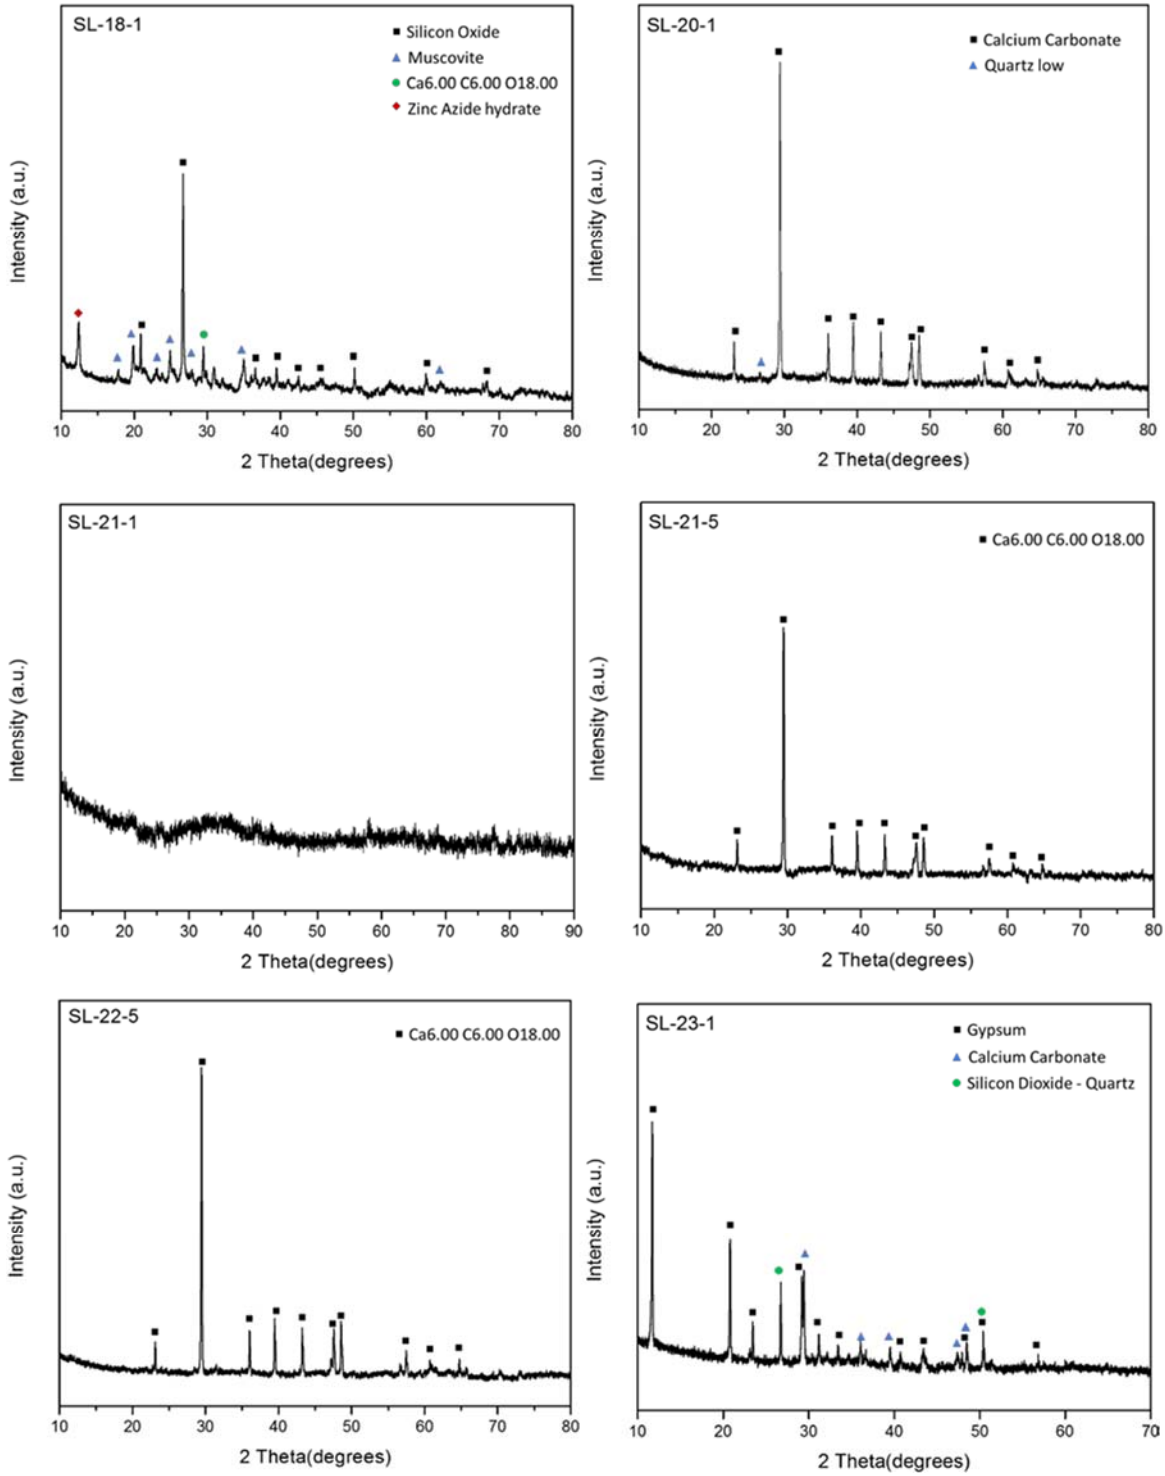 SL-18-1
Silicon Oxide
Muscovite
Ca6.00 C6.00 O18.00
Zinc Azide hydrate
Intensity (a.u.)
10 20 30 40 50 60 70 80
2 Theta(degrees)
SL-20-1
Calcium Carbonate
Quartz low
Intensity (a.u.)
10 20 30 40 50 60 70 80
2 Theta(degrees)
SL-21-1
Intensity (a.u.)
10 20 30 40 50 60 70 80 90
2 Theta(degrees)
SL-21-5
Ca6.00 C6.00 O18.00
Intensity (a.u.)
10 20 30 40 50 60 70 80
2 Theta(degrees)
SL-22-5
Ca6.00 C6.00 O18.00
Intensity (a.u.)
10 20 30 40 50 60 70 80
2 Theta(degrees)
SL-23-1
Gypsum
Calcium Carbonate
Silicon Dioxide - Quartz
Intensity (a.u.)
10 20 30 40 50 60 70
2 Theta(degrees)